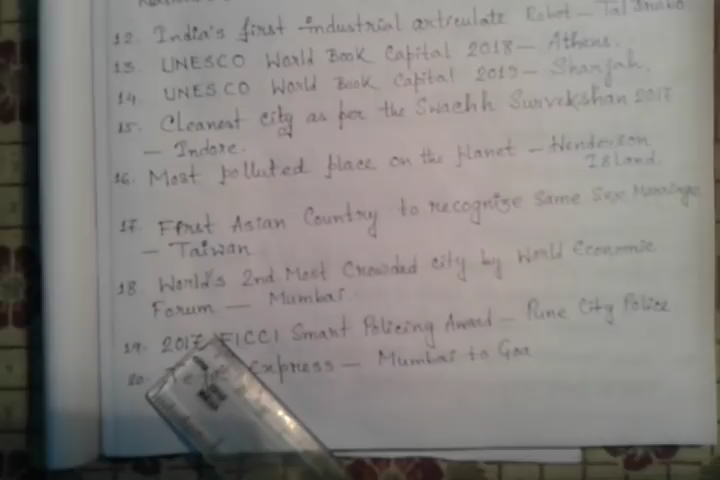 12. India's first industrial articulate Robot — Tal Brabo
13. UNESCO World Book Capital 2018 — Athens.
14. UNESCO World Book Capital 2019 — Sharjah.
15. Cleanest city as per the Swachh Survekshan 2017
— Indore.
16. Most polluted place on the planet — Henderson
Island.
17. First Asian Country to recognize Same Sex Marriage
— Taiwan
18. World's 2nd Most Crowded city by World Economic
Forum — Mumbai.
19. 2017 FICCI Smart Policing Award — Pune City Police
20. Express — Mumbai to Goa